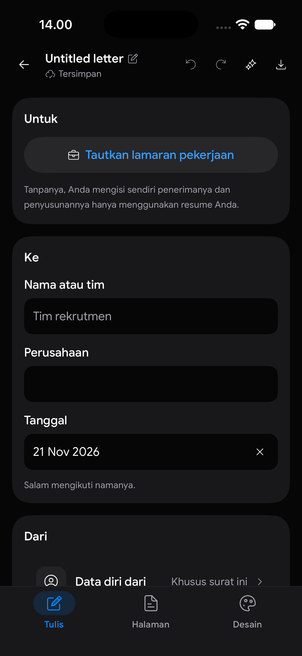 14.00
Untitled letter
Tersimpan
Untuk
Tautkan lamaran pekerjaan
Tanpanya, Anda mengisi sendiri penerimanya dan
penyusunannya hanya menggunakan resume Anda.
Ke
Nama atau tim
Tim rekrutmen
Perusahaan
Tanggal
21 Nov 2026
Salam mengikuti namanya.
Dari
Data diri dari
Khusus surat ini
Tulis
Halaman
Desain